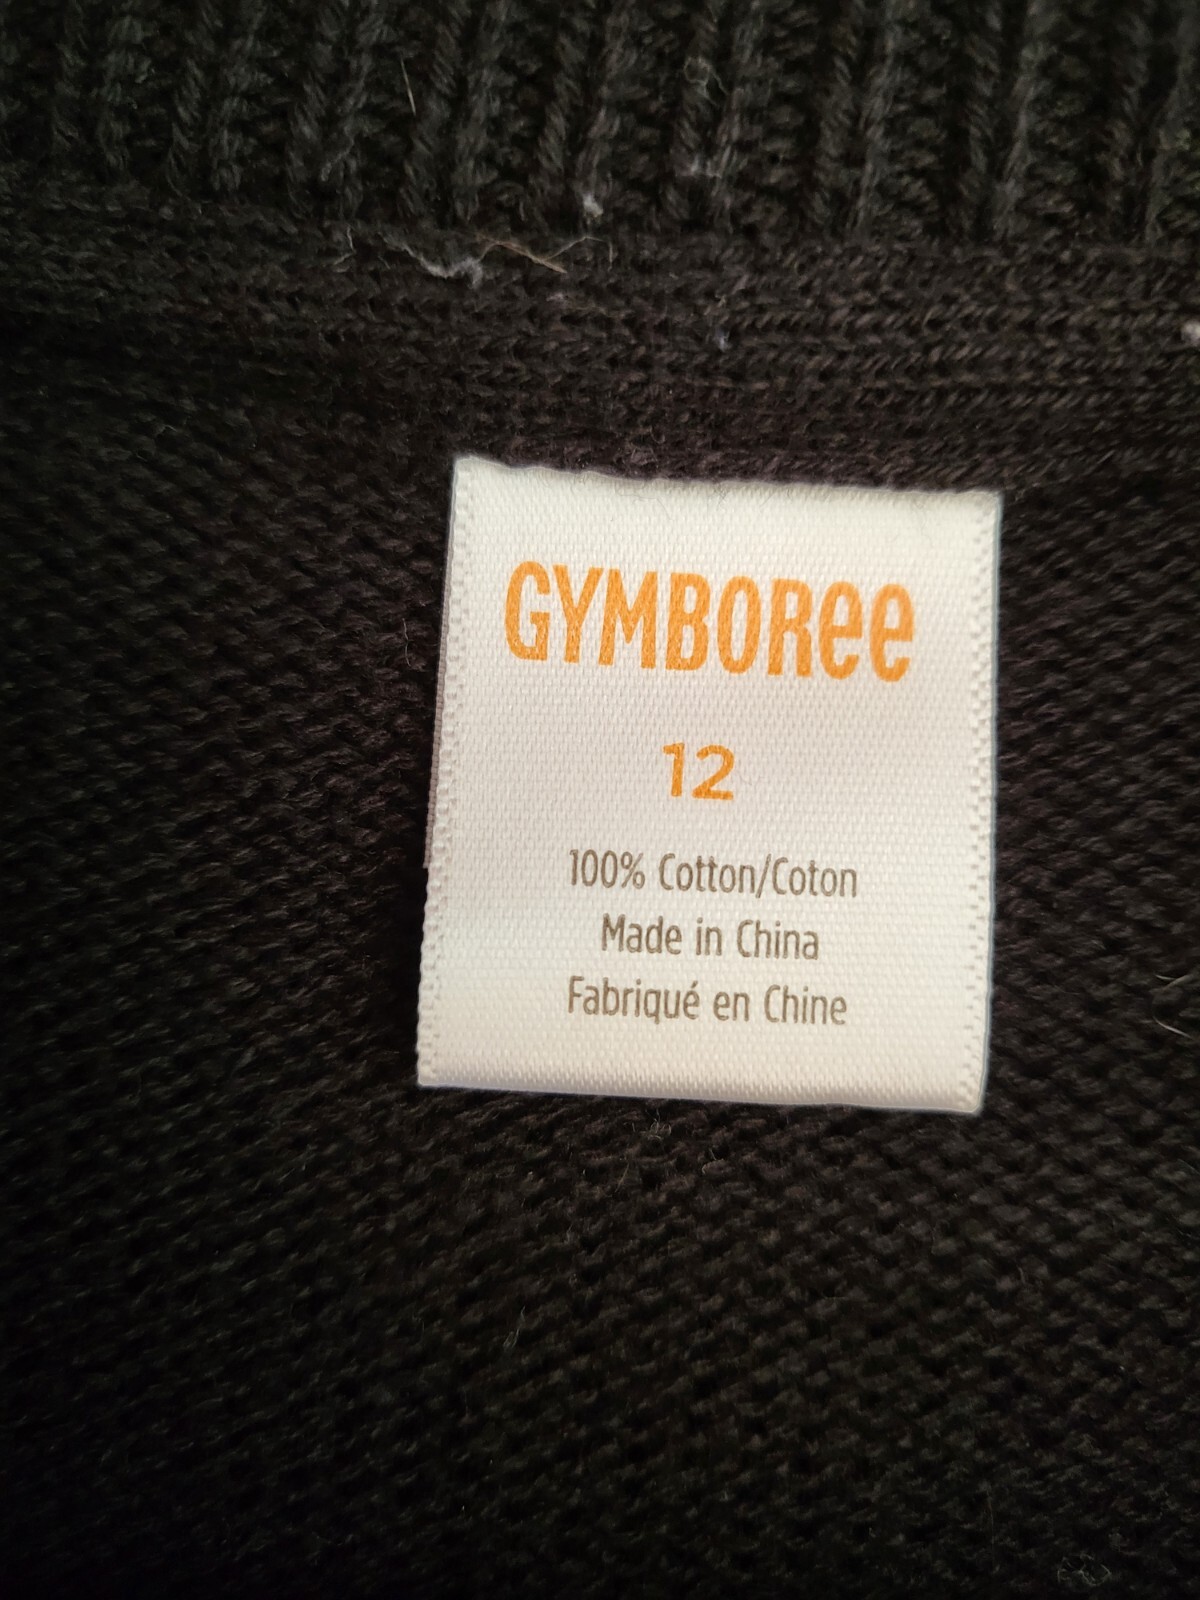 GYMBOREE
12
100% Cotton/Coton
Made in China
Fabriqué en Chine